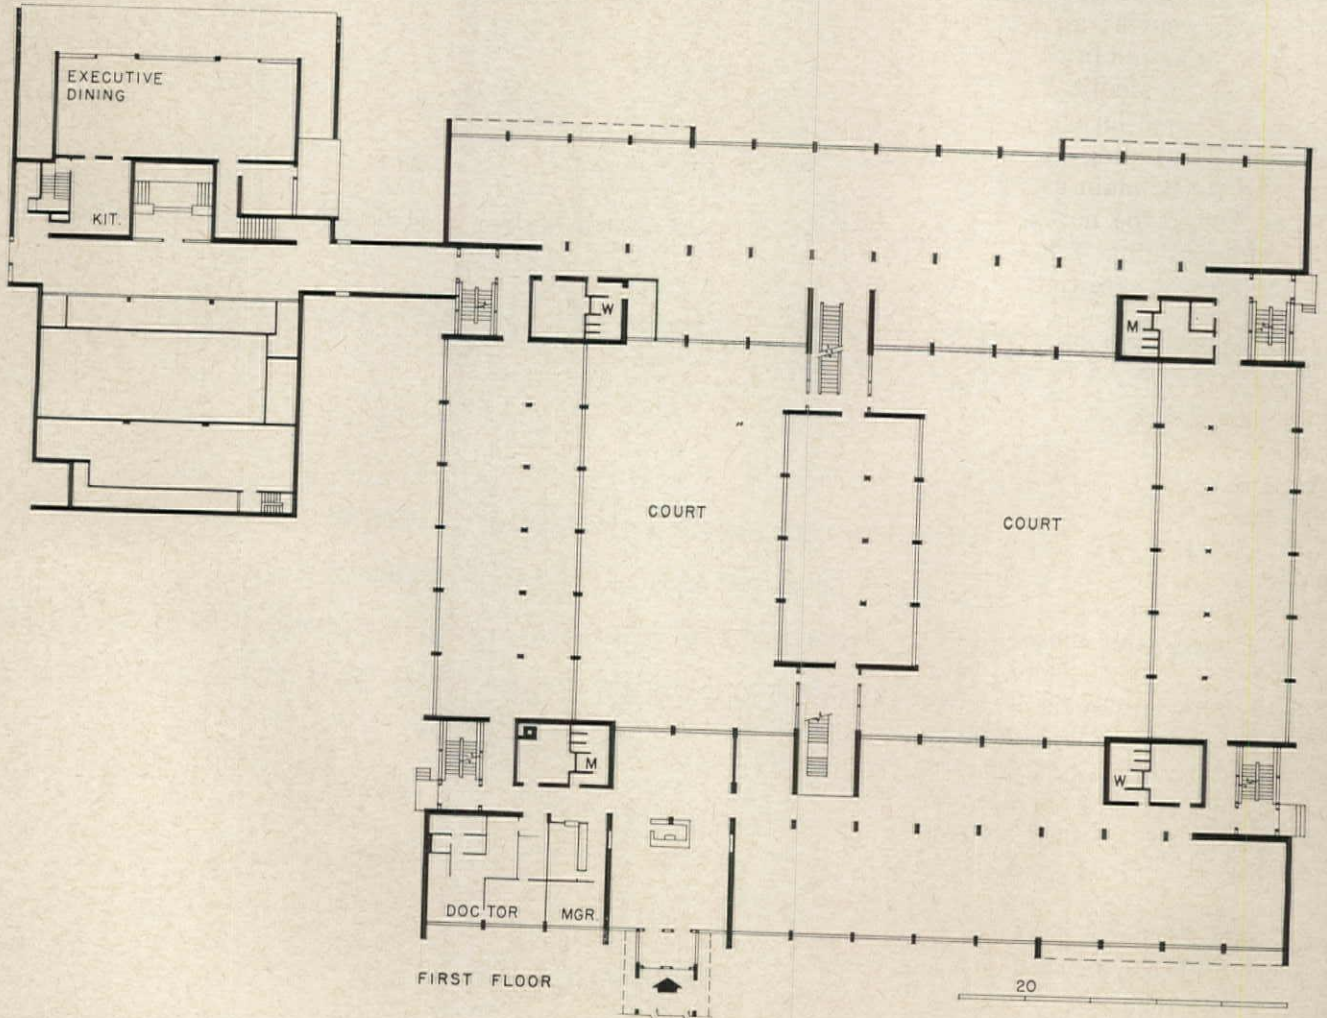 EXECUTIVE
DINING
KIT.
W
M
COURT
COURT
M
W
DOCTOR
MGR.
FIRST FLOOR
20